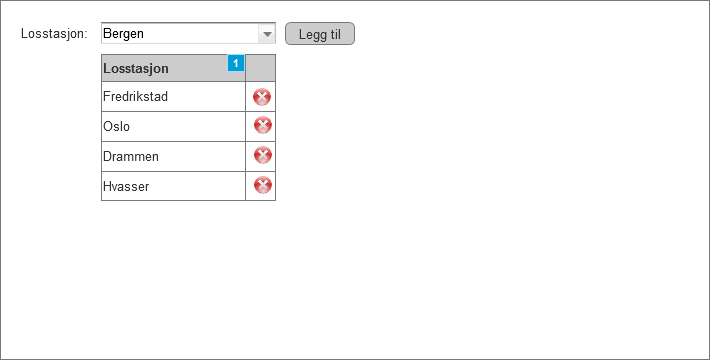 Losstasjon: Bergen Legg til
Losstasjon 1
Fredrikstad
Oslo
Drammen
Hvasser